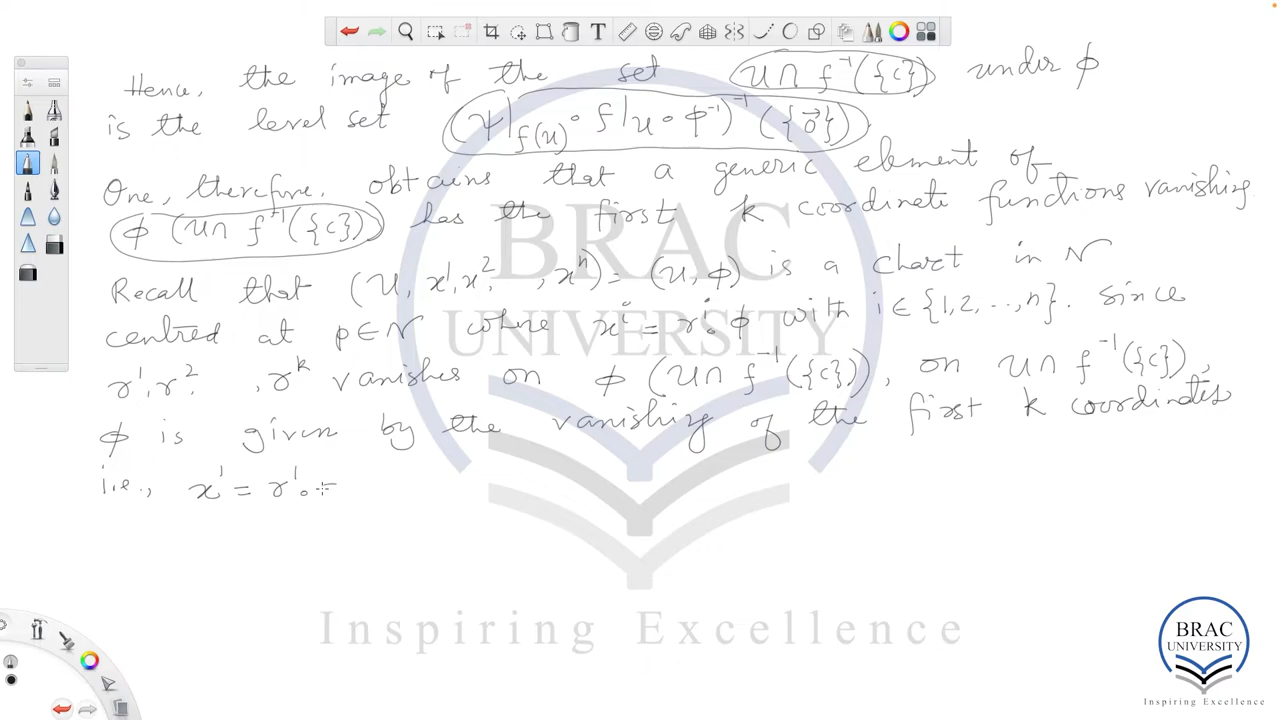 Hence, the image of the set U∩f⁻¹({c}) under ϕ
is the level set (ψ|f(U)∘f|U∘ϕ⁻¹)⁻¹({0⃗})
One, therefore, obtains that a generic element of
ϕ(U∩f⁻¹({c})) has the first k coordinate functions vanishing
Recall that (U, x¹,x²,..,xⁿ)=(U,ϕ) is a chart in N
centred at p∈N where xⁱ=rⁱ∘ϕ with i∈{1,2,...,n}. Since
r¹,r²,..,rᵏ vanishes on ϕ(U∩f⁻¹({c})), on U∩f⁻¹({c}),
ϕ is given by the vanishing of the first k coordinates
i.e., x¹=r¹∘
BRAC
UNIVERSITY
Inspiring Excellence
BRAC
UNIVERSITY
Inspiring Excellence